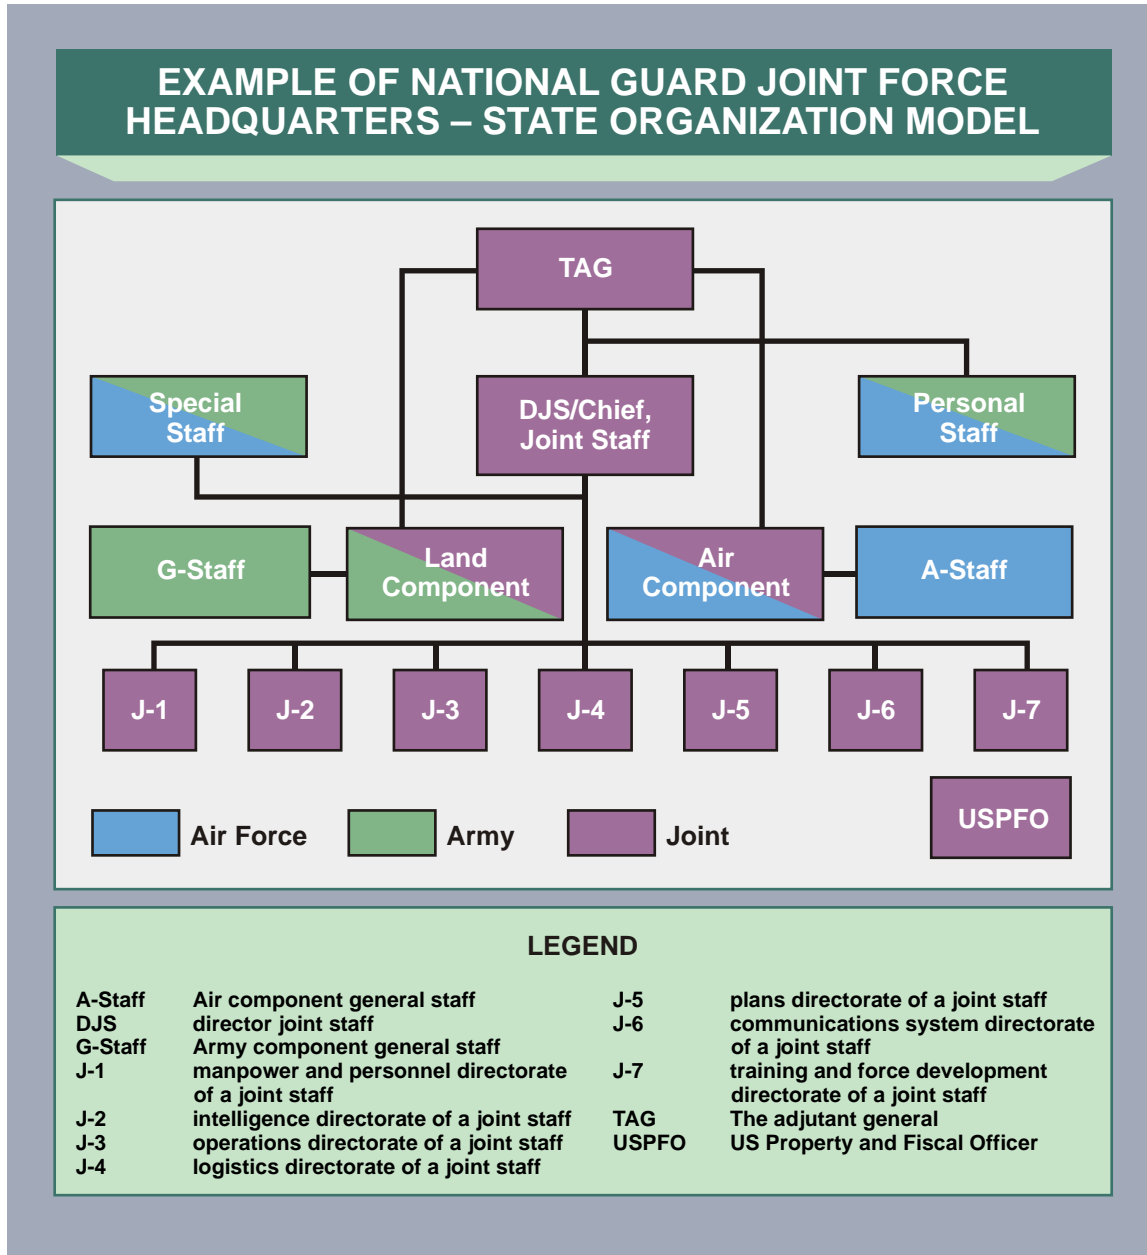 EXAMPLE OF NATIONAL GUARD JOINT FORCE
HEADQUARTERS – STATE ORGANIZATION MODEL
TAG
Special
Staff
DJS/Chief,
Joint Staff
Personal
Staff
G-Staff
Land
Component
Air
Component
A-Staff
J-1
J-2
J-3
J-4
J-5
J-6
J-7
USPFO
Air Force
Army
Joint
LEGEND
A-Staff Air component general staff
DJS director joint staff
G-Staff Army component general staff
J-1 manpower and personnel directorate
of a joint staff
J-2 intelligence directorate of a joint staff
J-3 operations directorate of a joint staff
J-4 logistics directorate of a joint staff
J-5 plans directorate of a joint staff
J-6 communications system directorate
of a joint staff
J-7 training and force development
directorate of a joint staff
TAG The adjutant general
USPFO US Property and Fiscal Officer